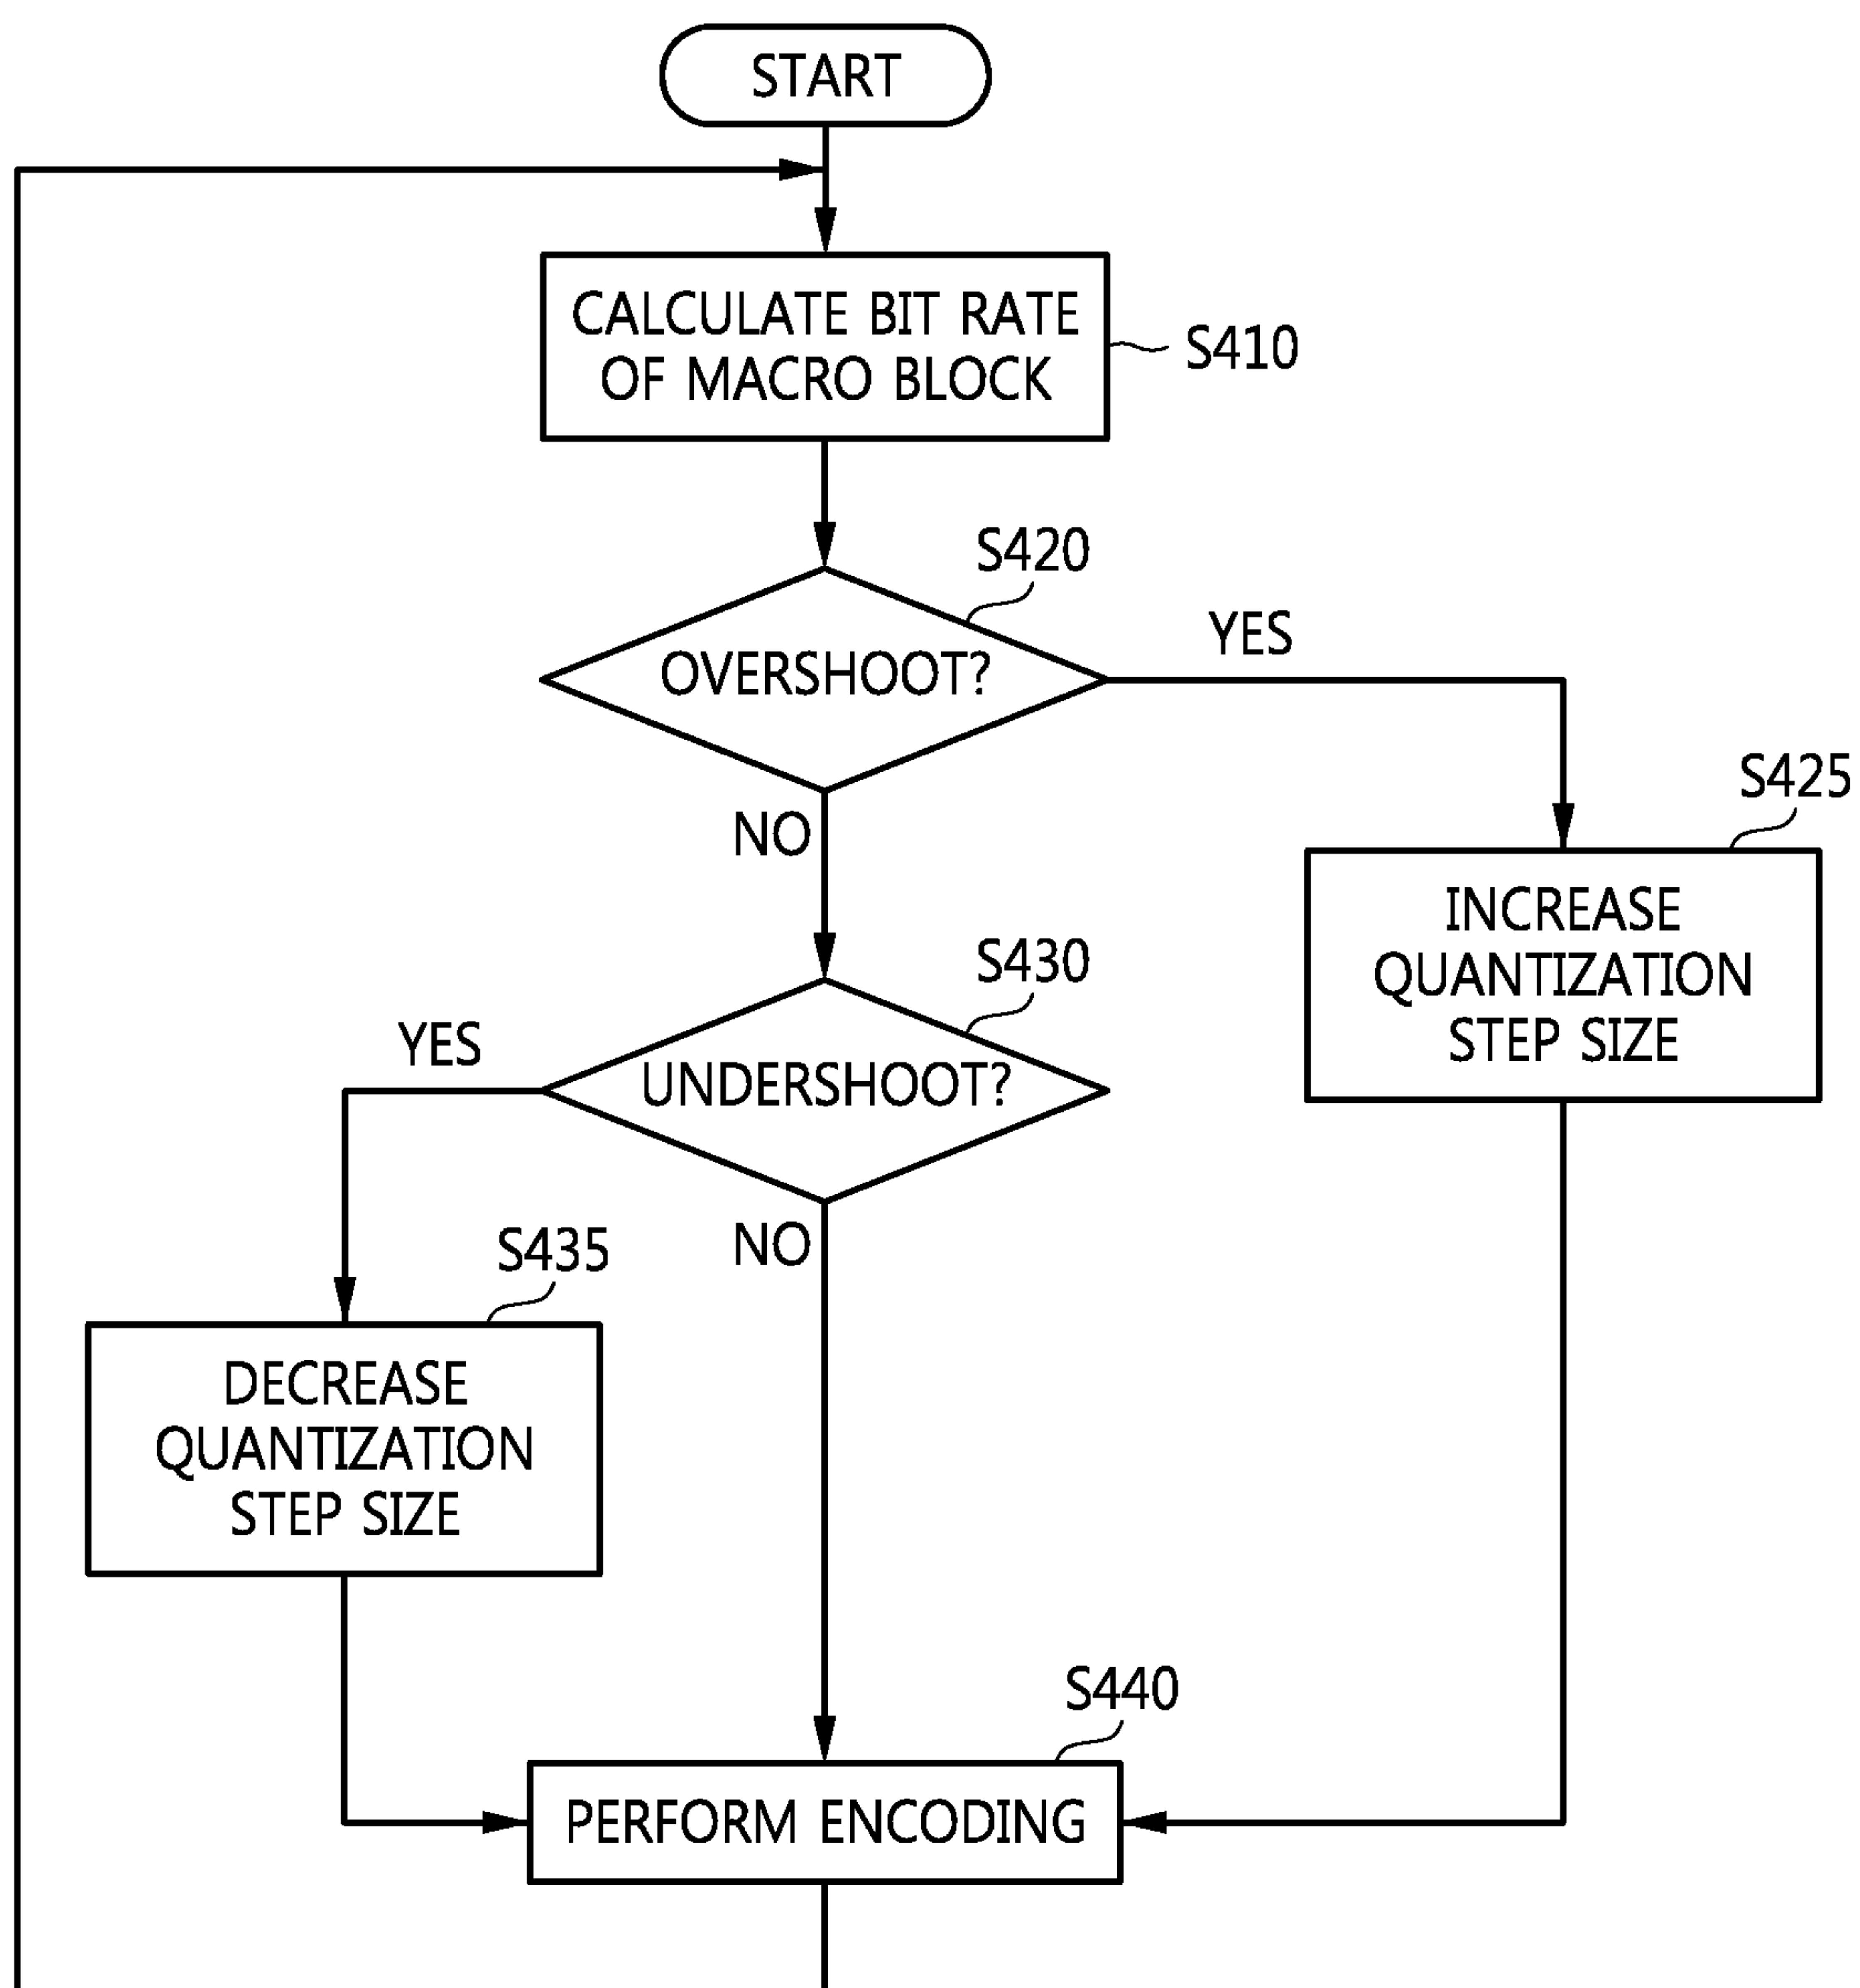 START
CALCULATE BIT RATE
OF MACRO BLOCK
S410
S420
OVERSHOOT?
YES
NO
S425
INCREASE
QUANTIZATION
STEP SIZE
S430
UNDERSHOOT?
YES
NO
S435
DECREASE
QUANTIZATION
STEP SIZE
S440
PERFORM ENCODING